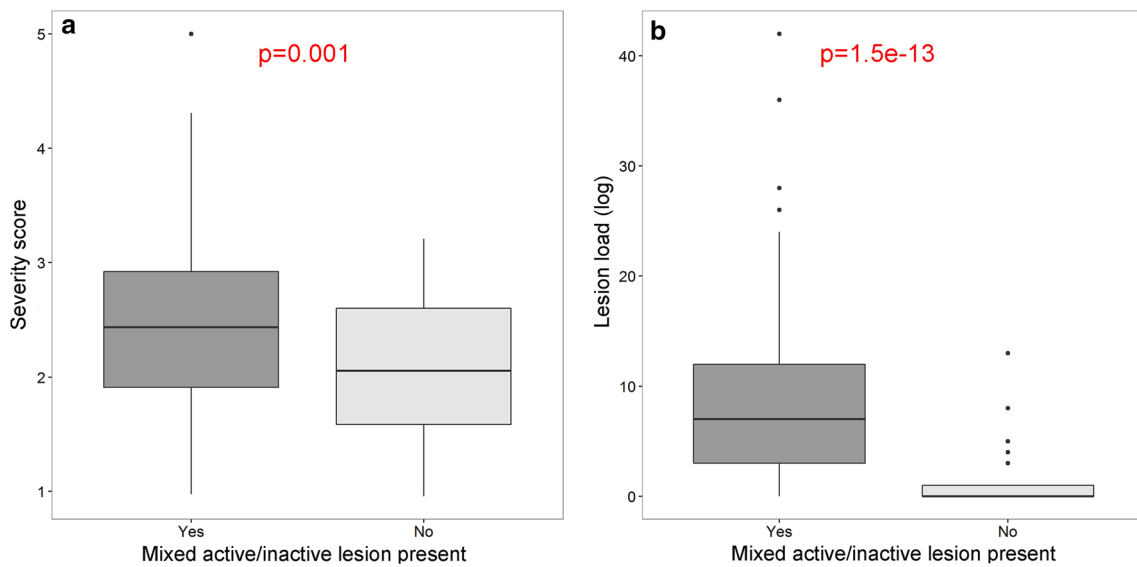 a
p=0.001
5
4
3
2
1
Severity score
Yes
No
Mixed active/inactive lesion present
b
p=1.5e-13
40
30
20
10
0
Lesion load (log)
Yes
No
Mixed active/inactive lesion present